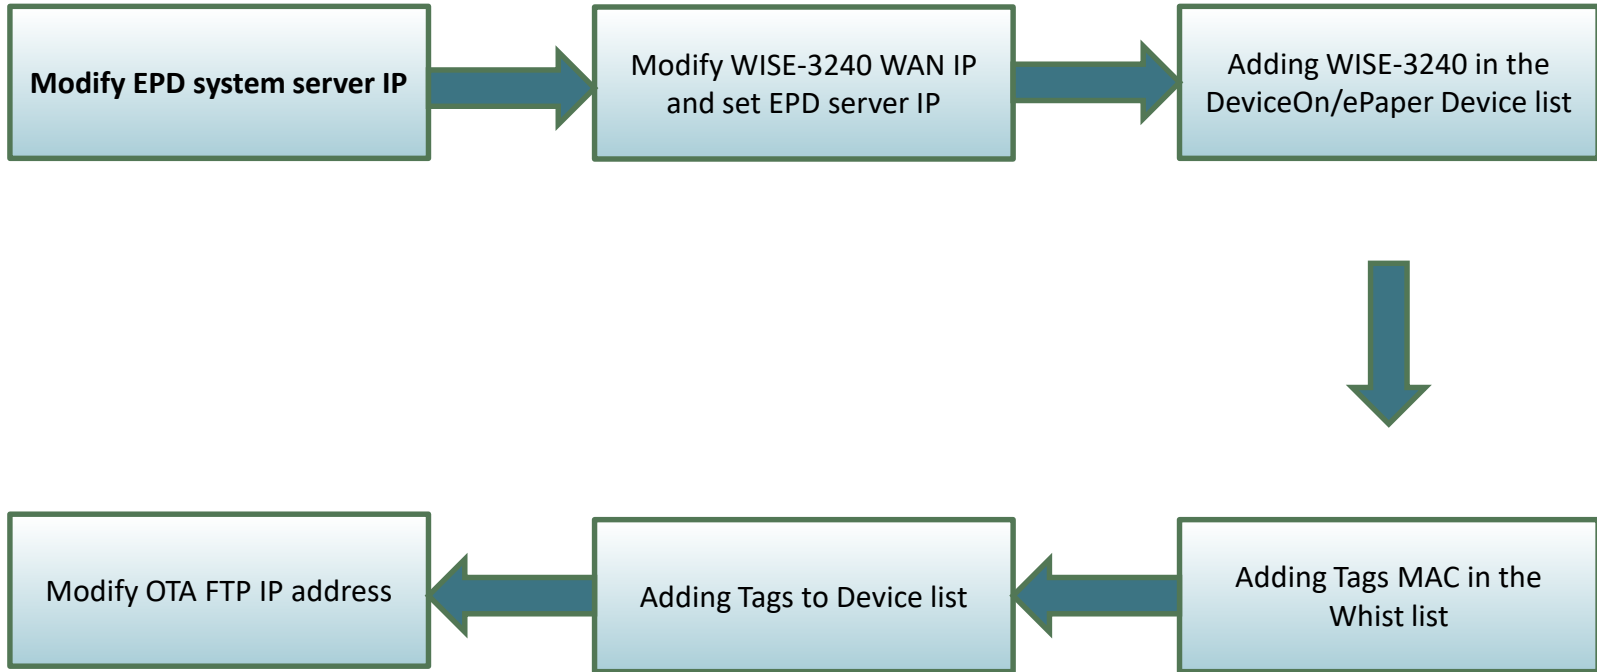 Modify EPD system server IP
Modify WISE-3240 WAN IP
and set EPD server IP
Adding WISE-3240 in the
DeviceOn/ePaper Device list
Adding Tags MAC in the
Whist list
Adding Tags to Device list
Modify OTA FTP IP address